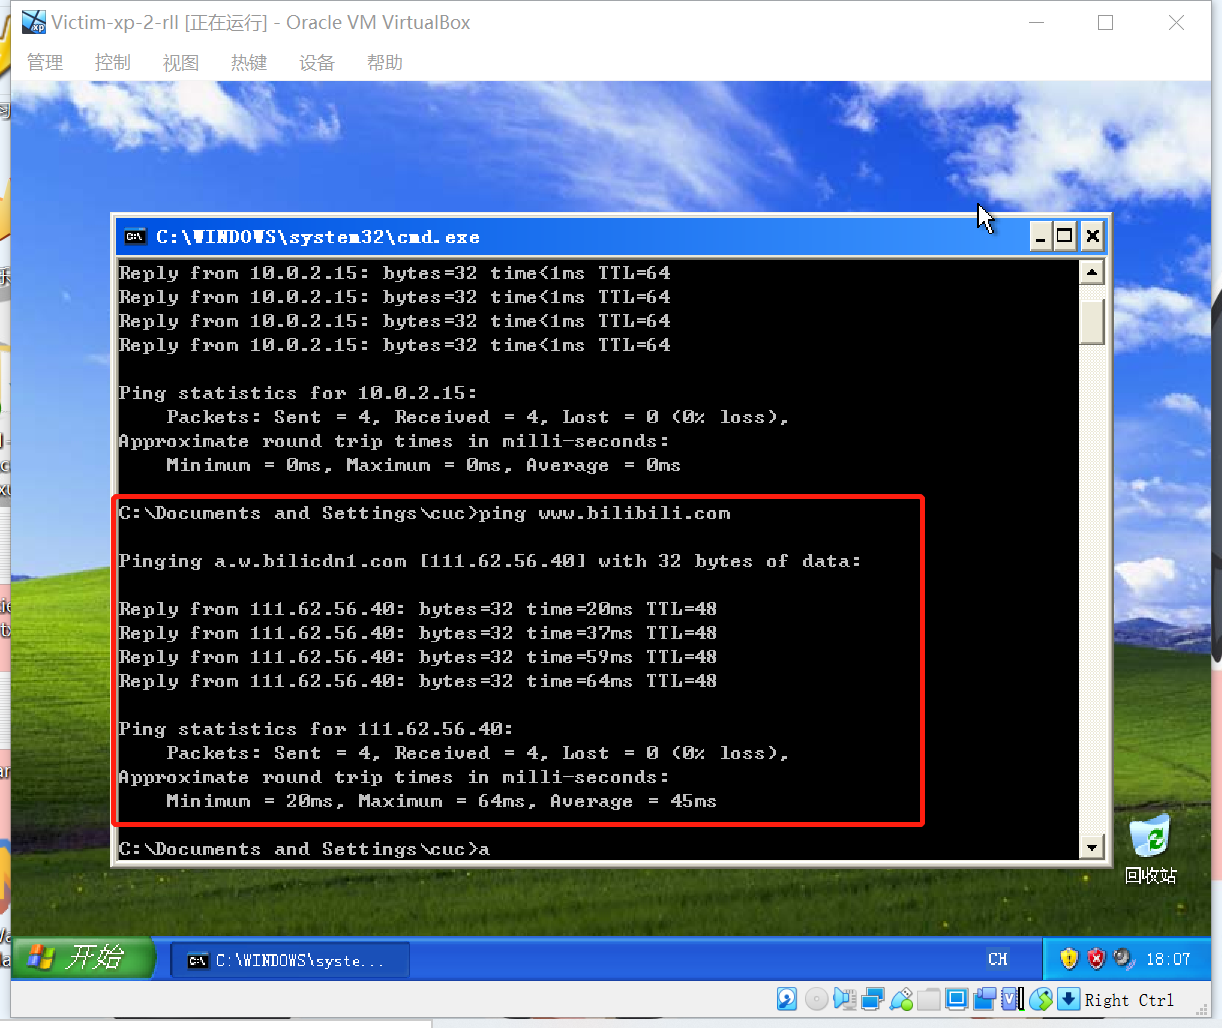 Victim-xp-2-rll [正在运行] - Oracle VM VirtualBox
管理 控制 视图 热键 设备 帮助
C:\WINDOWS\system32\cmd.exe
Reply from 10.0.2.15: bytes=32 time<1ms TTL=64
Reply from 10.0.2.15: bytes=32 time<1ms TTL=64
Reply from 10.0.2.15: bytes=32 time<1ms TTL=64
Reply from 10.0.2.15: bytes=32 time<1ms TTL=64
Ping statistics for 10.0.2.15:
Packets: Sent = 4, Received = 4, Lost = 0 (0% loss),
Approximate round trip times in milli-seconds:
Minimum = 0ms, Maximum = 0ms, Average = 0ms
C:\Documents and Settings\cuc>ping www.bilibili.com
Pinging a.w.bilicdn1.com [111.62.56.40] with 32 bytes of data:
Reply from 111.62.56.40: bytes=32 time=20ms TTL=48
Reply from 111.62.56.40: bytes=32 time=37ms TTL=48
Reply from 111.62.56.40: bytes=32 time=59ms TTL=48
Reply from 111.62.56.40: bytes=32 time=64ms TTL=48
Ping statistics for 111.62.56.40:
Packets: Sent = 4, Received = 4, Lost = 0 (0% loss),
Approximate round trip times in milli-seconds:
Minimum = 20ms, Maximum = 64ms, Average = 45ms
C:\Documents and Settings\cuc>a
回收站
开始 C:\WINDOWS\syste... CH 18:07
Right Ctrl